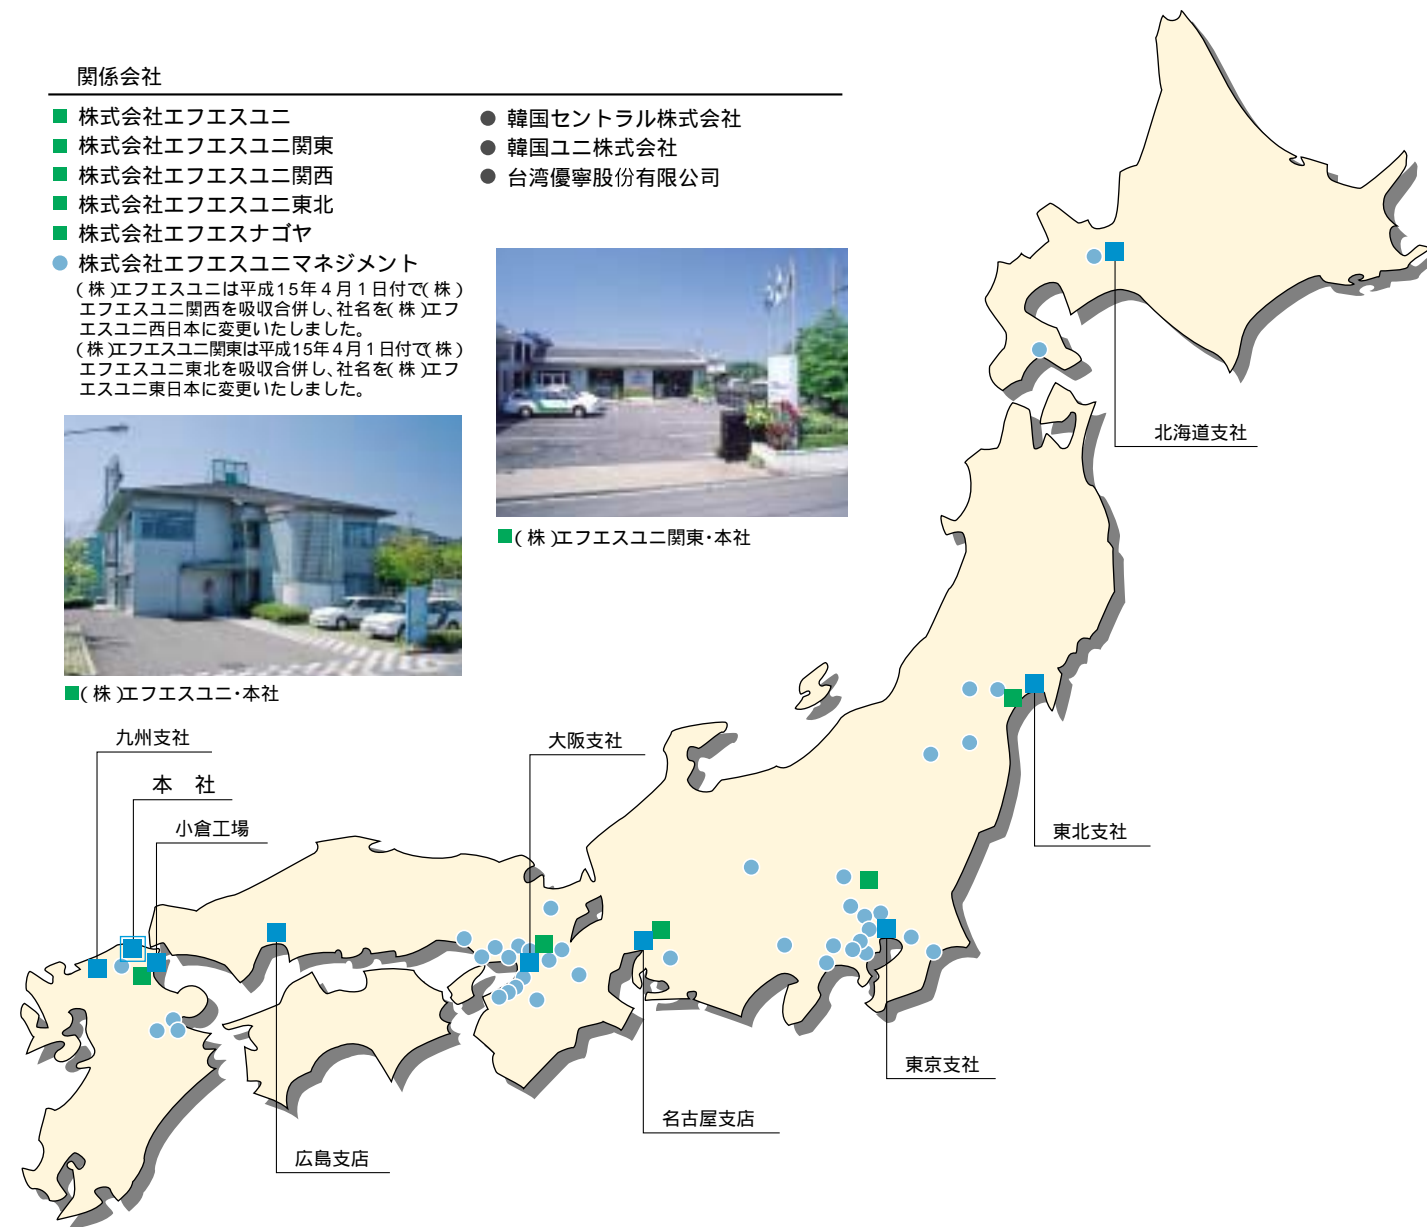 関係会社
■ 株式会社エフエスユニ
■ 株式会社エフエスユニ関東
■ 株式会社エフエスユニ関西
■ 株式会社エフエスユニ東北
■ 株式会社エフエスナゴヤ
● 株式会社エフエスユニマネジメント
(株)エフエスユニは平成15年4月1日付で(株)
エフエスユニ関西を吸収合併し、社名を(株)エフ
エスユニ西日本に変更いたしました。
(株)エフエスユニ関東は平成15年4月1日付で(株)
エフエスユニ東北を吸収合併し、社名を(株)エフ
エスユニ東日本に変更いたしました。
● 韓国セントラル株式会社
● 韓国ユニ株式会社
● 台湾優寧股份有限公司
■(株)エフエスユニ関東・本社
■(株)エフエスユニ・本社
北海道支社
九州支社
本　社
小倉工場
大阪支社
東北支社
東京支社
名古屋支店
広島支店